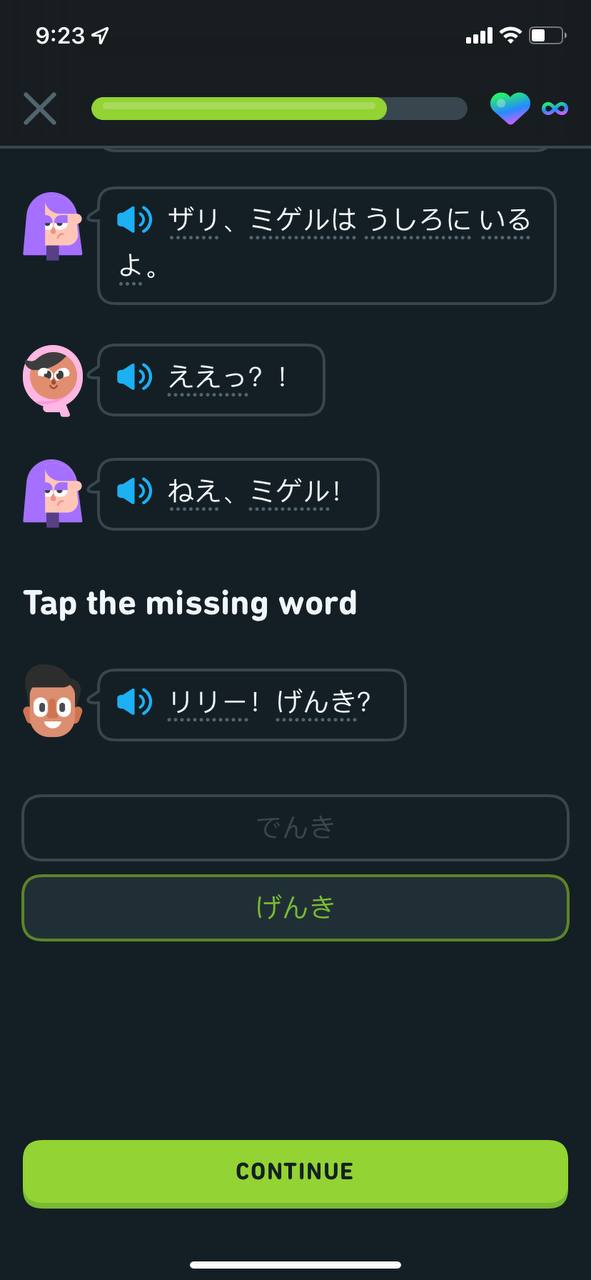 9:23
ザリ、ミゲルは うしろに いる
よ。
ええっ?!
ねえ、ミゲル!
Tap the missing word
リリー! げんき?
でんき
げんき
CONTINUE